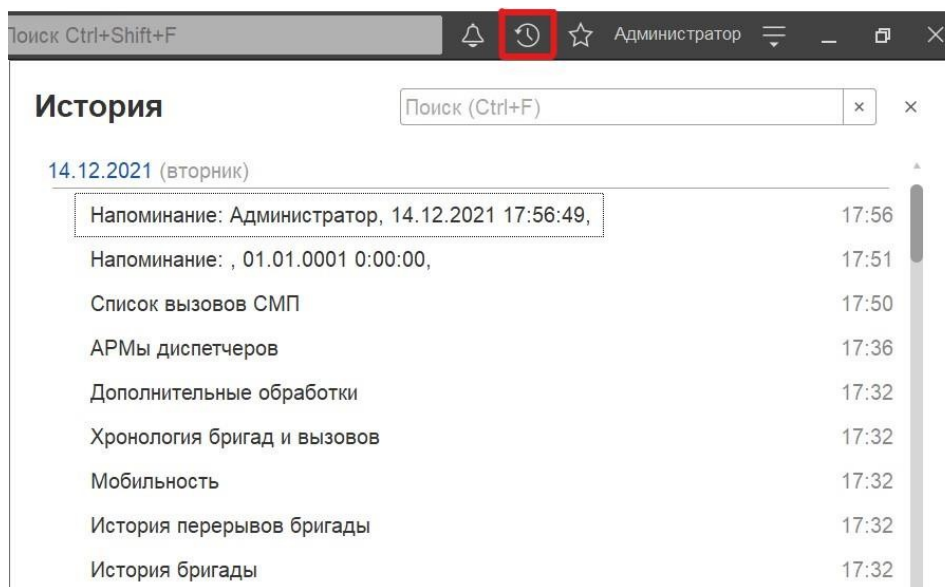 Поиск Ctrl+Shift+F Администратор
История Поиск (Ctrl+F)
14.12.2021 (вторник)
Напоминание: Администратор, 14.12.2021 17:56:49, 17:56
Напоминание: , 01.01.0001 0:00:00, 17:51
Список вызовов СМП 17:50
АРМы диспетчеров 17:36
Дополнительные обработки 17:32
Хронология бригад и вызовов 17:32
Мобильность 17:32
История перерывов бригады 17:32
История бригады 17:32